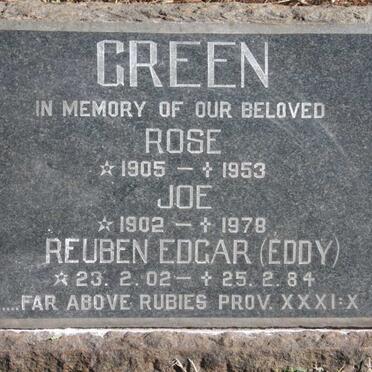 GREEN
IN MEMORY OF OUR BELOVED
ROSE
☆ 1905 – ✝ 1953
JOE
☆ 1902 – ✝ 1978
REUBEN EDGAR (EDDY)
☆ 23. 2. 02 – ✝ 25. 2. 84
....FAR ABOVE RUBIES PROV. XXXI:X